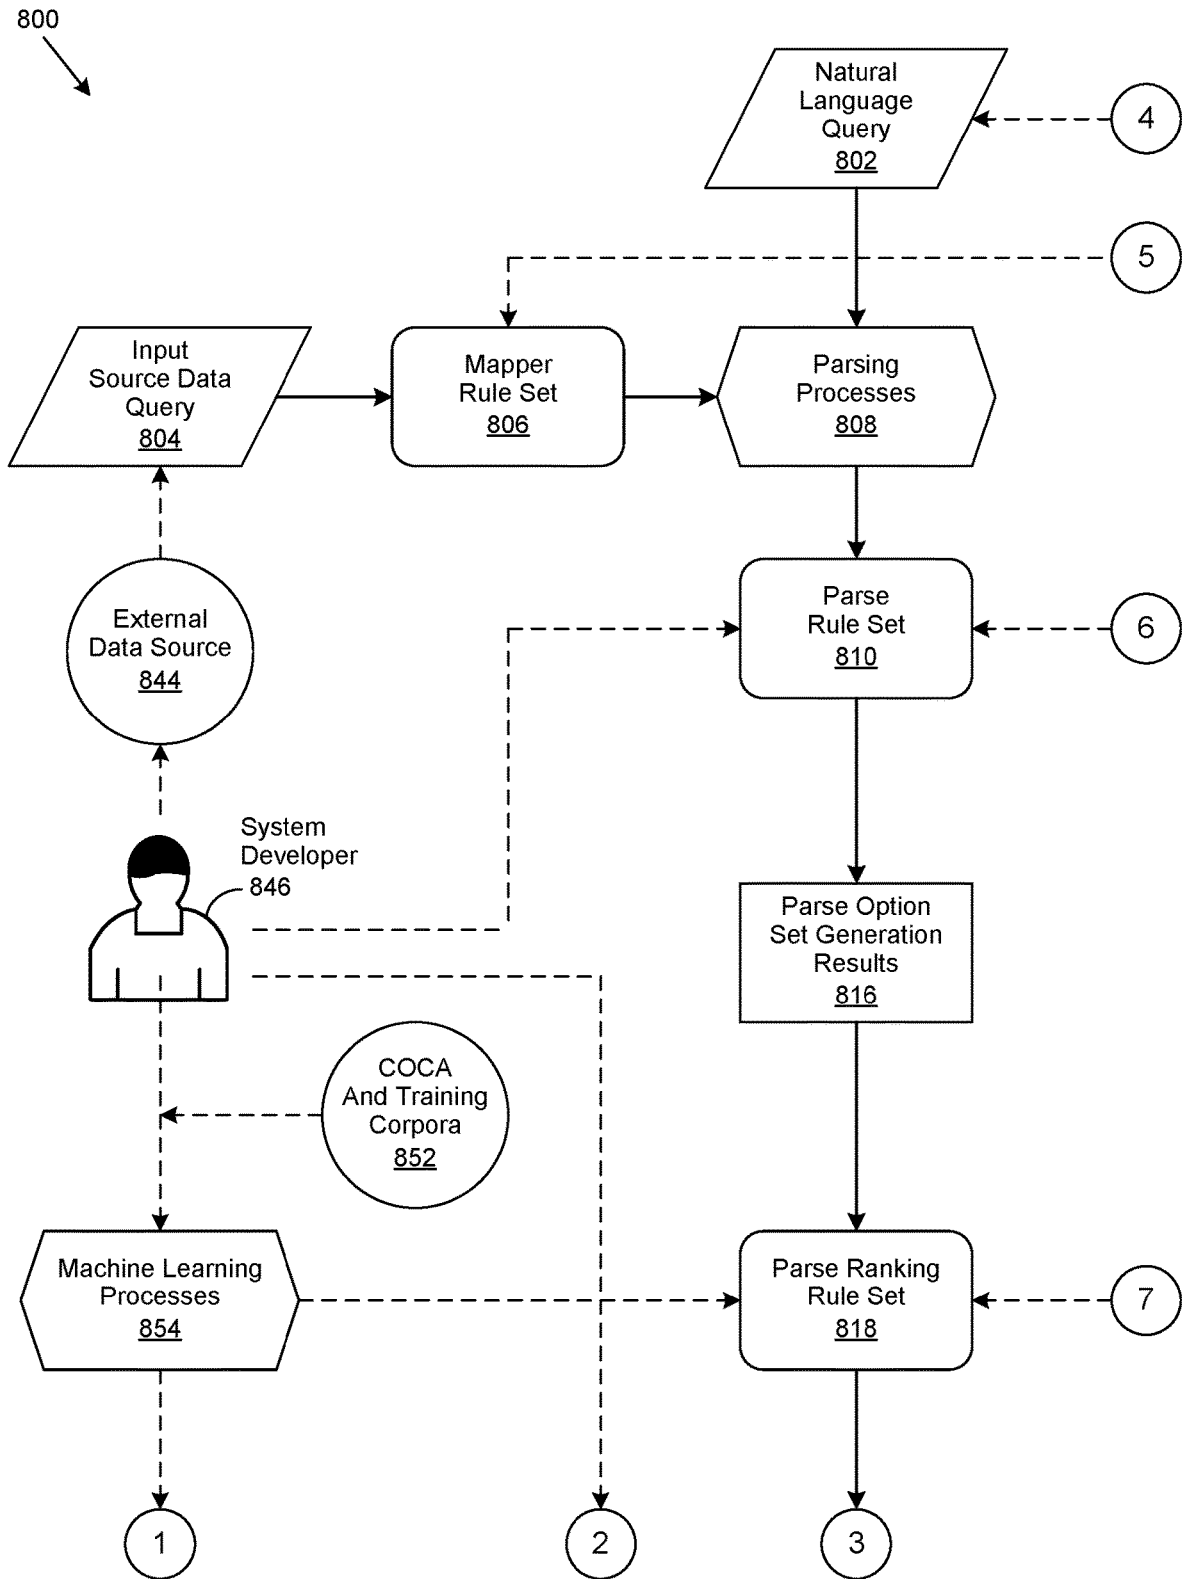 800
Natural
Language
Query
802
4
5
Input
Source Data
Query
804
Mapper
Rule Set
806
Parsing
Processes
808
External
Data Source
844
Parse
Rule Set
810
6
System
Developer
846
Parse Option
Set Generation
Results
816
COCA
And Training
Corpora
852
Machine Learning
Processes
854
Parse Ranking
Rule Set
818
7
1
2
3